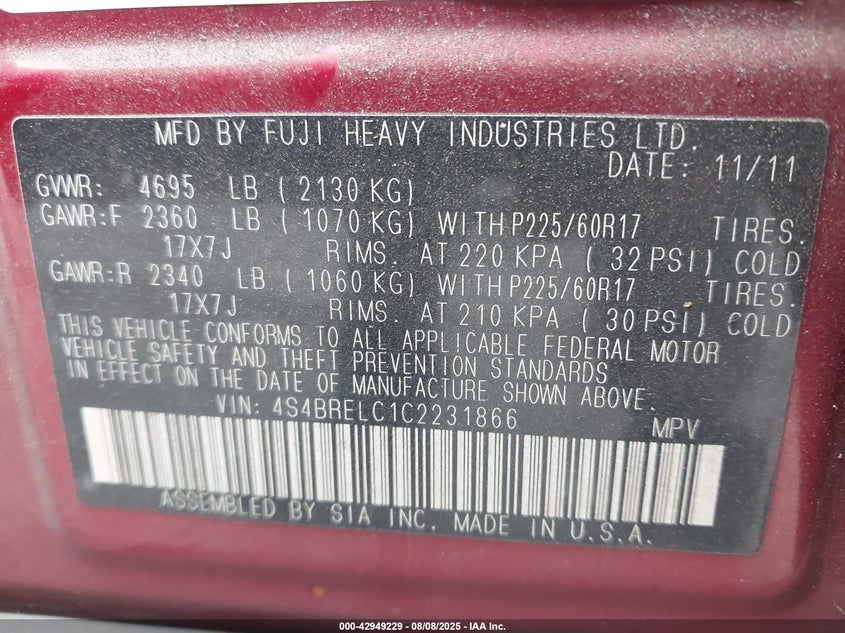 MFD BY FUJI HEAVY INDUSTRIES LTD.
DATE: 11/11
GVWR: 4695 LB ( 2130 KG)
GAWR:F 2360 LB ( 1070 KG) WITH P225/60R17 TIRES.
17X7J RIMS. AT 220 KPA ( 32 PSI) COLD
GAWR:R 2340 LB ( 1060 KG) WITH P225/60R17 TIRES.
17X7J RIMS. AT 210 KPA ( 30 PSI) COLD
THIS VEHICLE CONFORMS TO ALL APPLICABLE FEDERAL MOTOR
VEHICLE SAFETY AND THEFT PREVENTION STANDARDS
IN EFFECT ON THE DATE OF MANUFACTURE SHOWN ABOVE.
VIN: 4S4BRELC1C2231866 MPV
ASSEMBLED BY SIA INC. MADE IN U.S.A.
000-42949229 - 08/08/2025 - IAA Inc.